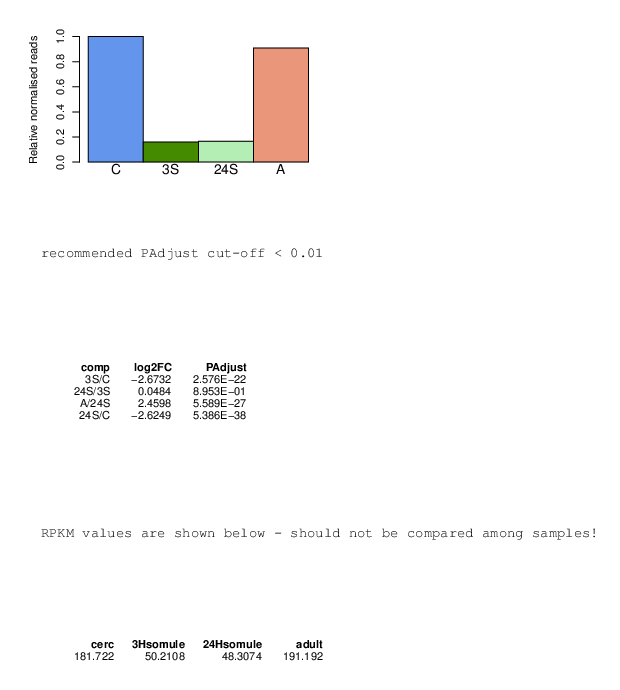 Relative normalised reads
1.0
0.8
0.6
0.4
0.2
0.0
C 3S 24S A
recommended PAdjust cut-off < 0.01
comp log2FC PAdjust
3S/C −2.6732 2.576E−22
24S/3S 0.0484 8.953E−01
A/24S 2.4598 5.589E−27
24S/C −2.6249 5.386E−38
RPKM values are shown below - should not be compared among samples!
cerc 3Hsomule 24Hsomule adult
181.722 50.2108 48.3074 191.192